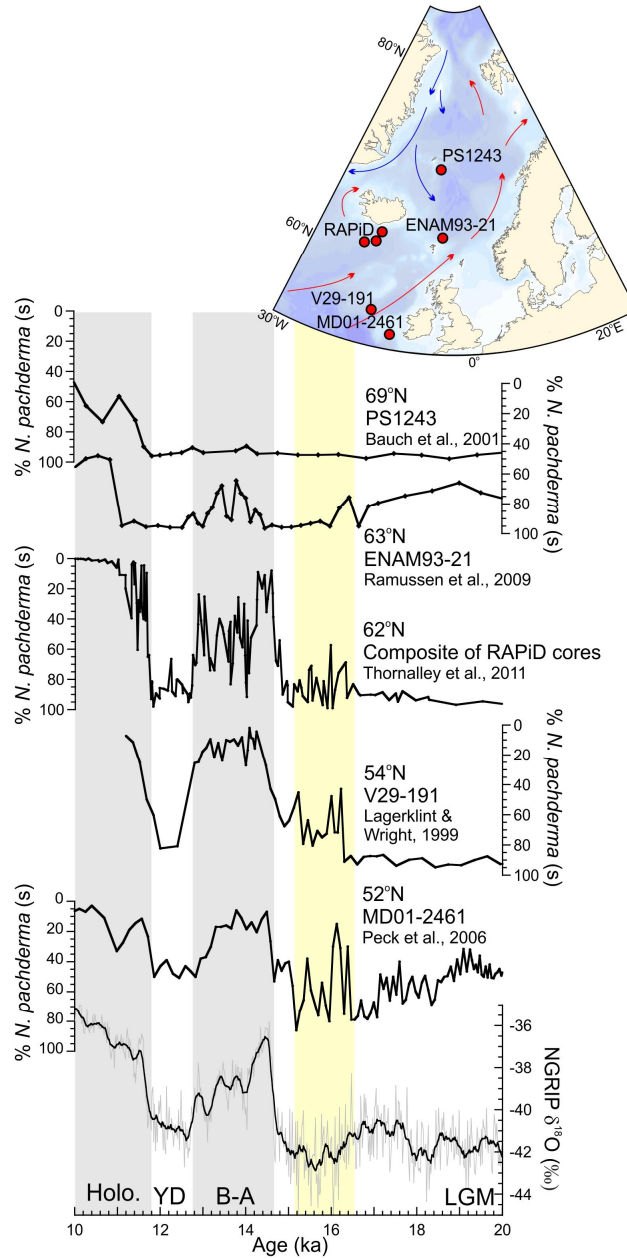 80°N
PS1243
60°N
RAPiD
ENAM93-21
V29-191
30°W
MD01-2461
20°E
0°
% N. pachderma (s)
0
20
40
60
80
100
69°N
PS1243
Bauch et al., 2001
0
20
40
60
80
100
% N. pachderma (s)
63°N
ENAM93-21
Ramussen et al., 2009
% N. pachderma (s)
0
20
40
60
80
100
62°N
Composite of RAPiD cores
Thornalley et al., 2011
54°N
V29-191
Lagerklint &
Wright, 1999
0
20
40
60
80
100
% N. pachderma (s)
% N. pachderma (s)
0
20
40
60
80
100
52°N
MD01-2461
Peck et al., 2006
-36
-38
-40
-42
-44
NGRIP δ¹⁸O (‰)
Holo.
YD
B-A
LGM
10
12
14
16
18
20
Age (ka)